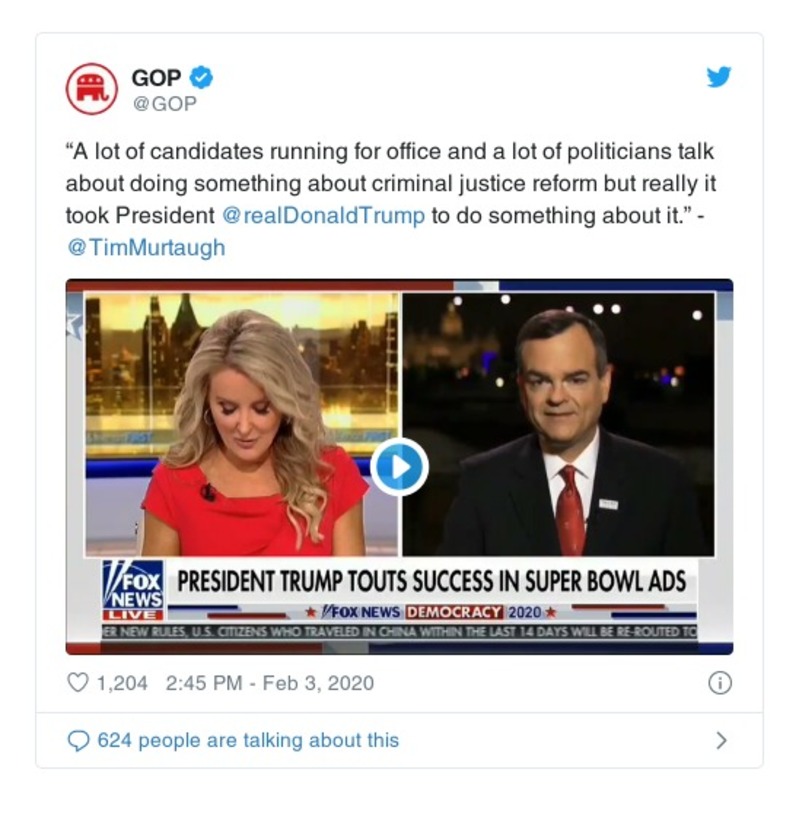 GOP
@GOP
“A lot of candidates running for office and a lot of politicians talk
about doing something about criminal justice reform but really it
took President @realDonaldTrump to do something about it.” -
@TimMurtaugh
FOX
NEWS
LIVE
PRESIDENT TRUMP TOUTS SUCCESS IN SUPER BOWL ADS
FOX NEWS DEMOCRACY 2020
ER NEW RULES, U.S. CITIZENS WHO TRAVELED IN CHINA WITHIN THE LAST 14 DAYS WILL BE RE-ROUTED TO
1,204 2:45 PM - Feb 3, 2020
624 people are talking about this